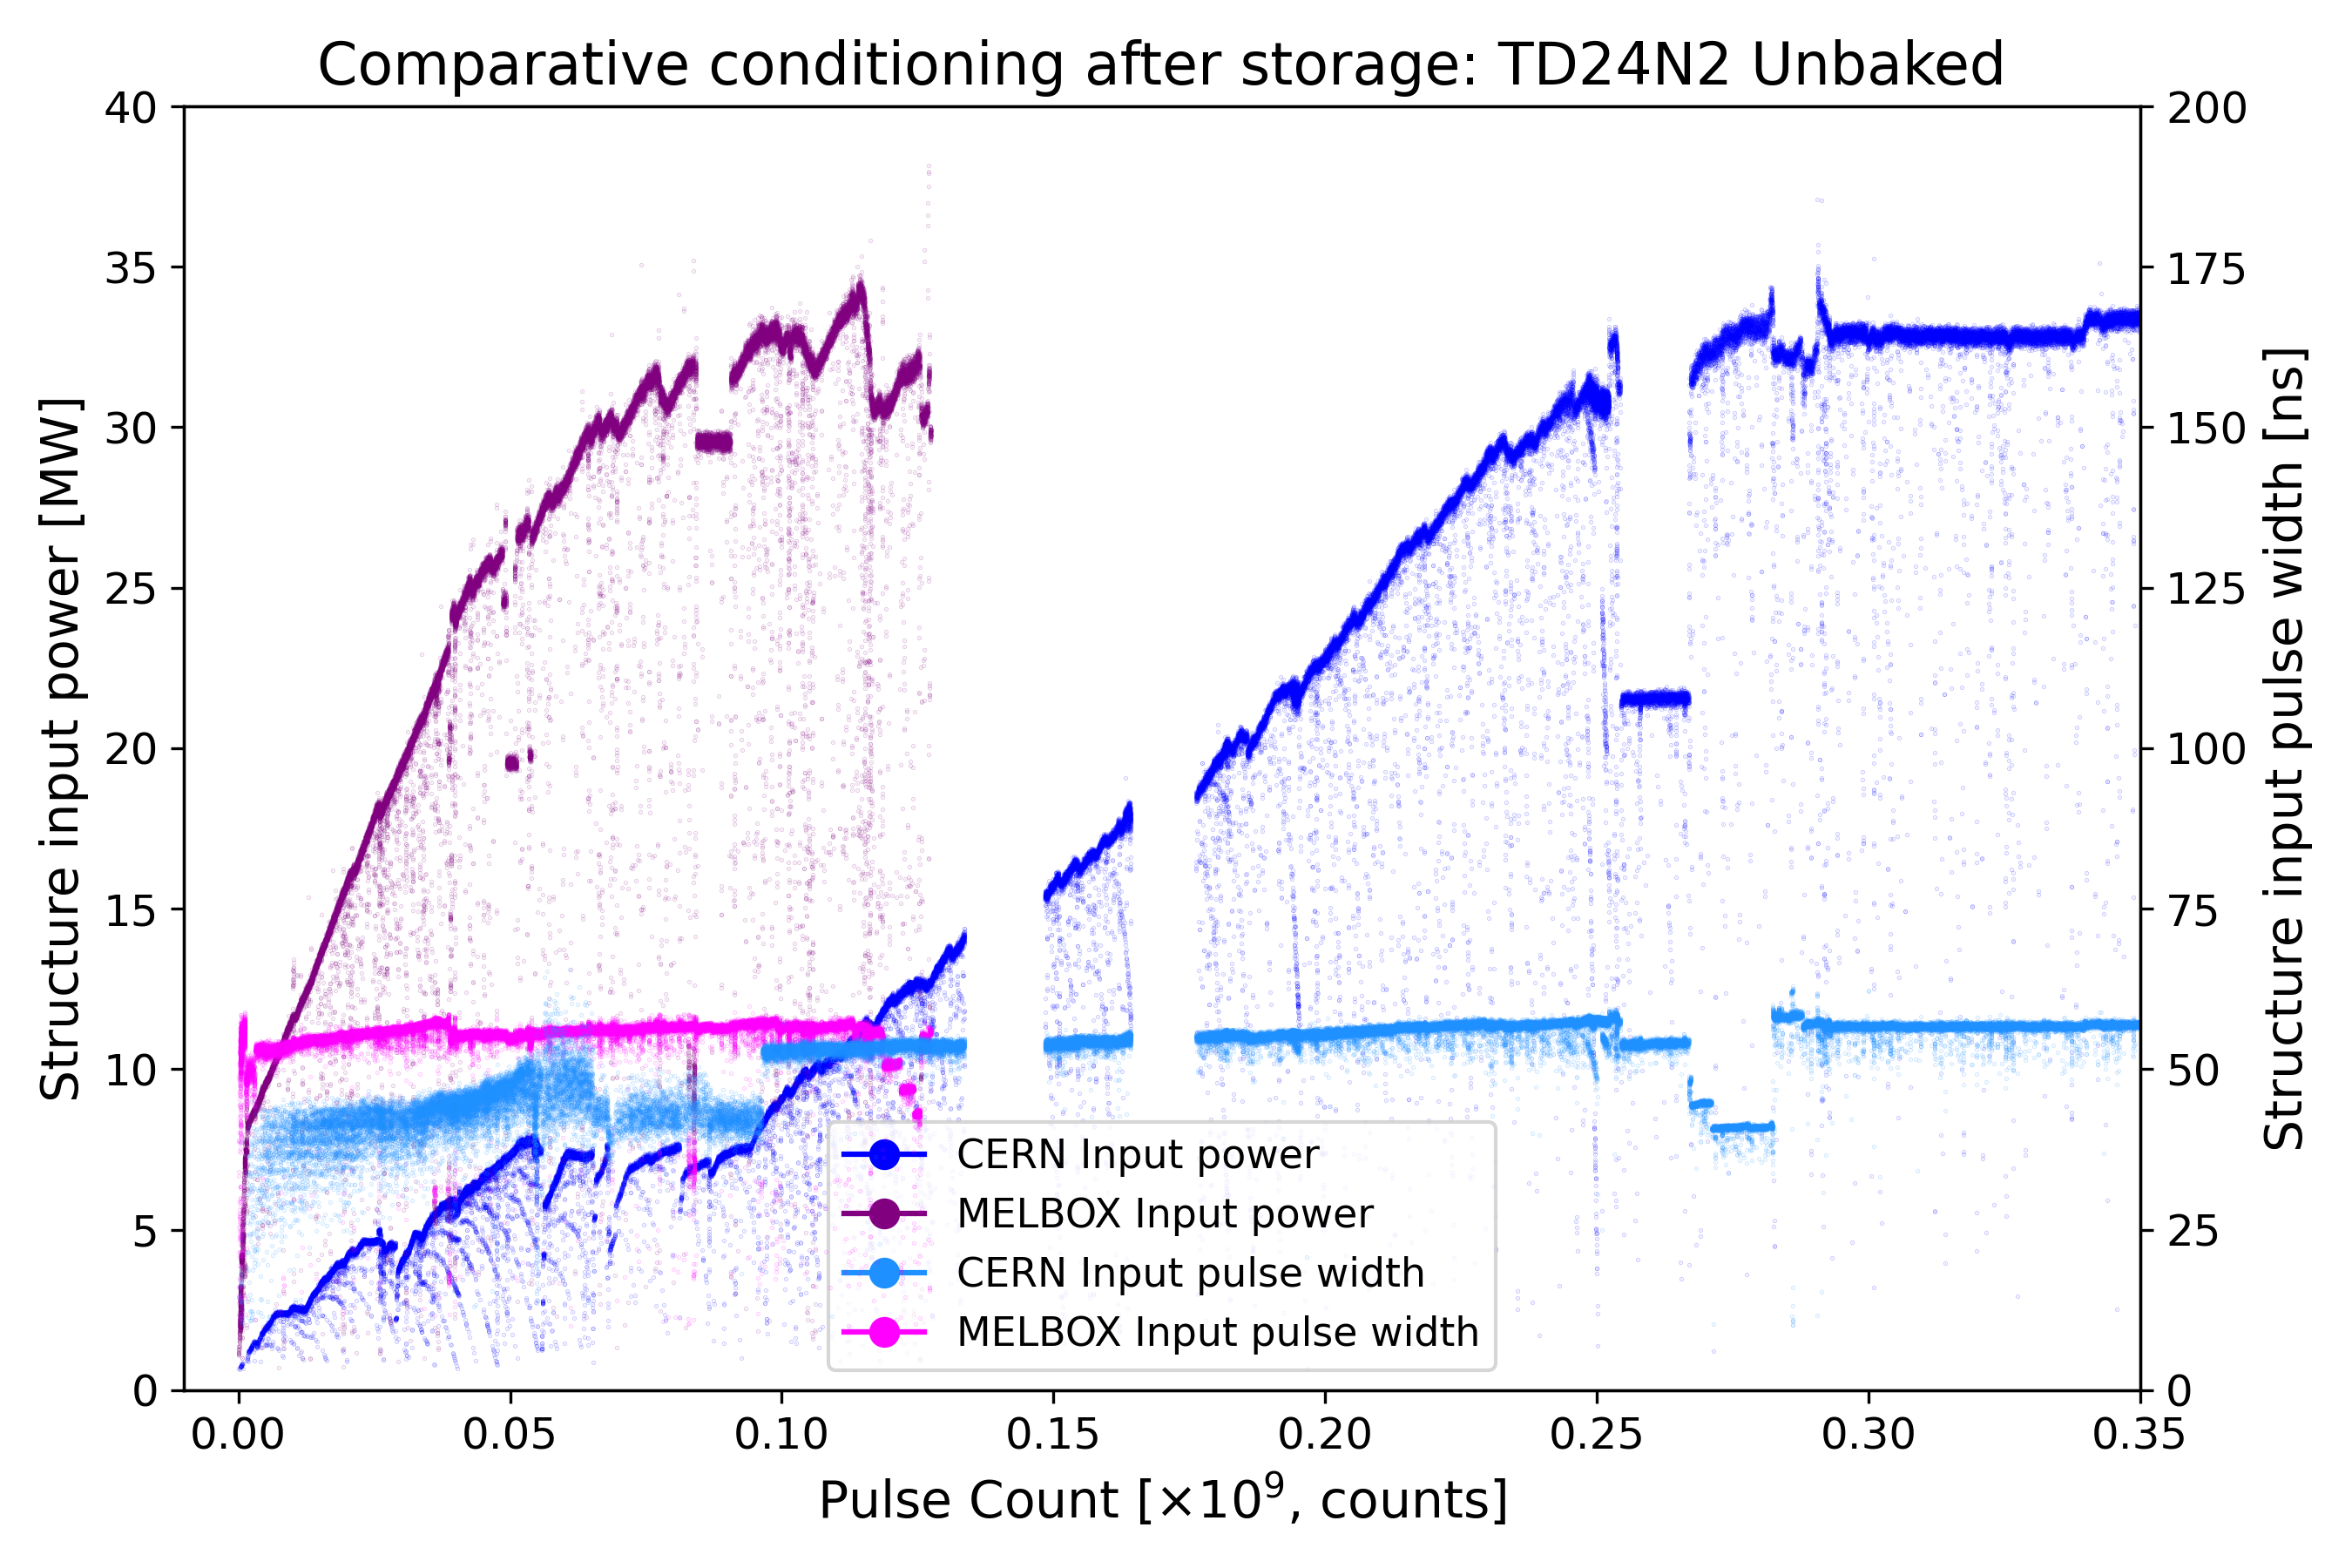 Comparative conditioning after storage: TD24N2 Unbaked
Structure input power [MW]
40
35
30
25
20
15
10
5
0
200
175
150
125
100
75
50
25
0
Structure input pulse width [ns]
CERN Input power
MELBOX Input power
CERN Input pulse width
MELBOX Input pulse width
0.00 0.05 0.10 0.15 0.20 0.25 0.30 0.35
Pulse Count [×10⁹, counts]